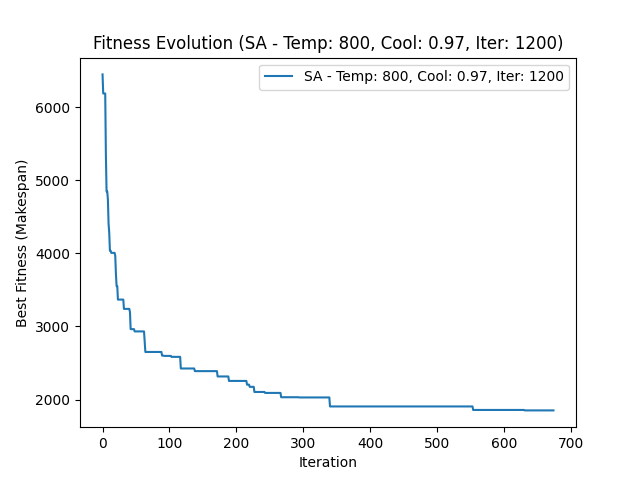 Fitness Evolution (SA - Temp: 800, Cool: 0.97, Iter: 1200)
SA - Temp: 800, Cool: 0.97, Iter: 1200
Best Fitness (Makespan)
6000
5000
4000
3000
2000
0 100 200 300 400 500 600 700
Iteration